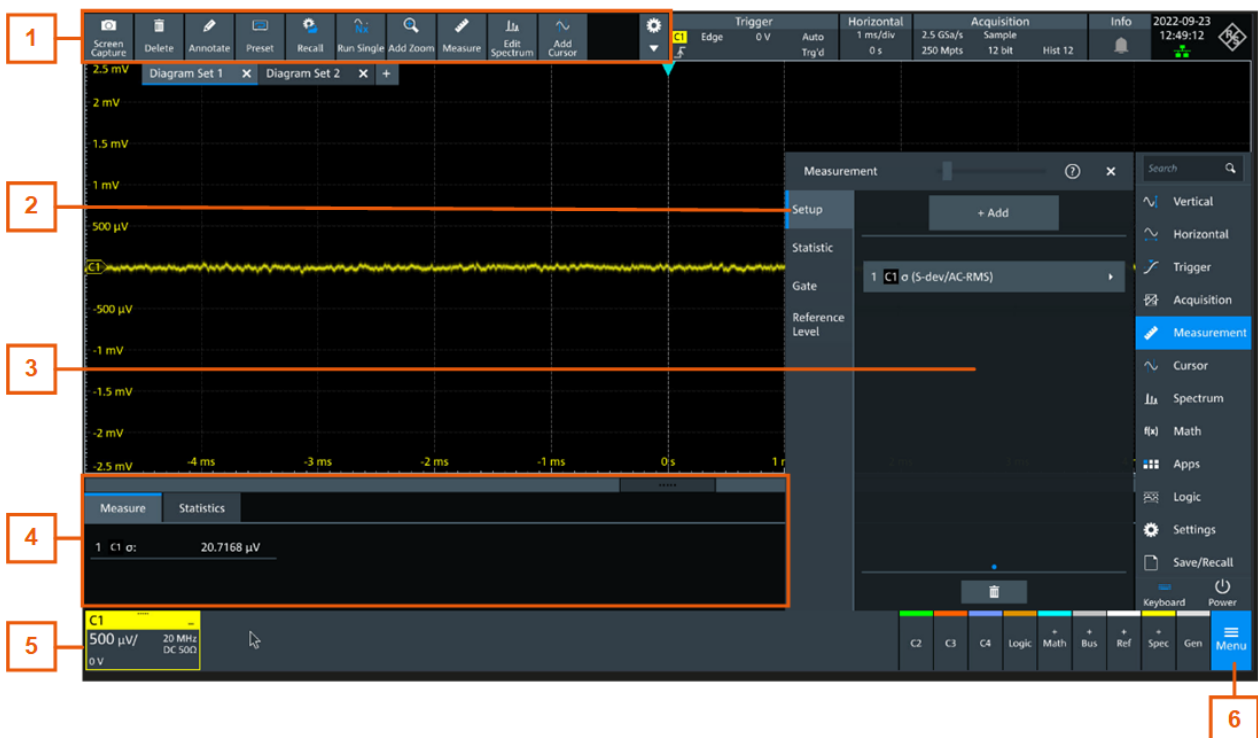 1
Screen Capture
Delete
Annotate
Preset
Recall
Run Single
Add Zoom
Measure
Edit Spectrum
Add Cursor
Trigger
C1 Edge 0 V Auto
Trg'd
Horizontal
1 ms/div
0 s
Acquisition
2.5 GSa/s Sample
250 Mpts 12 bit Hist 12
Info
2022-09-23
12:49:12
R&S
2.5 mV
Diagram Set 1
Diagram Set 2
+
2 mV
1.5 mV
1 mV
500 µV
C1
-500 µV
-1 mV
-1.5 mV
-2 mV
-2.5 mV
-4 ms
-3 ms
-2 ms
-1 ms
0 s
2
3
4
5
6
Measurement
Setup
Statistic
Gate
Reference Level
+ Add
1 C1 σ (S-dev/AC-RMS)
Search
Vertical
Horizontal
Trigger
Acquisition
Measurement
Cursor
Spectrum
f(x) Math
Apps
Logic
Settings
Save/Recall
Keyboard
Power
Measure
Statistics
1 C1 σ: 20.7168 µV
C1
500 µV/ 20 MHz
DC 50Ω
0 V
C2
C3
C4
Logic
+ Math
+ Bus
+ Ref
+ Spec
Gen
Menu